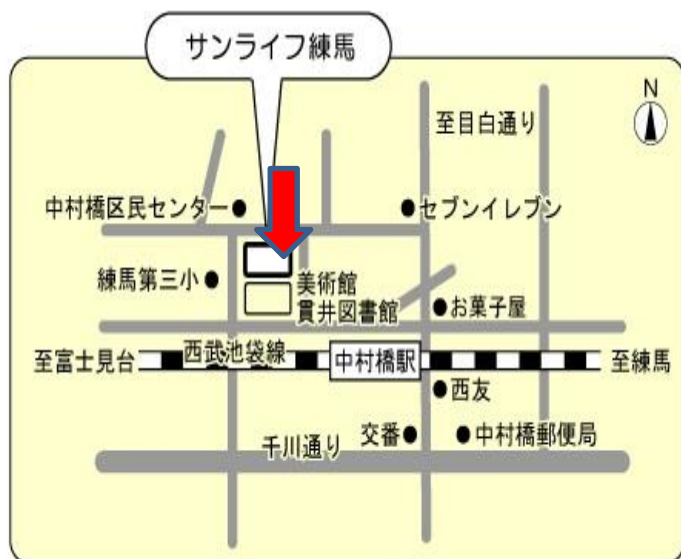 サンライフ練馬
N
至目白通り
中村橋区民センター
セブンイレブン
練馬第三小
美術館
貫井図書館
お菓子屋
至富士見台
西武池袋線
中村橋駅
至練馬
西友
交番
中村橋郵便局
千川通り